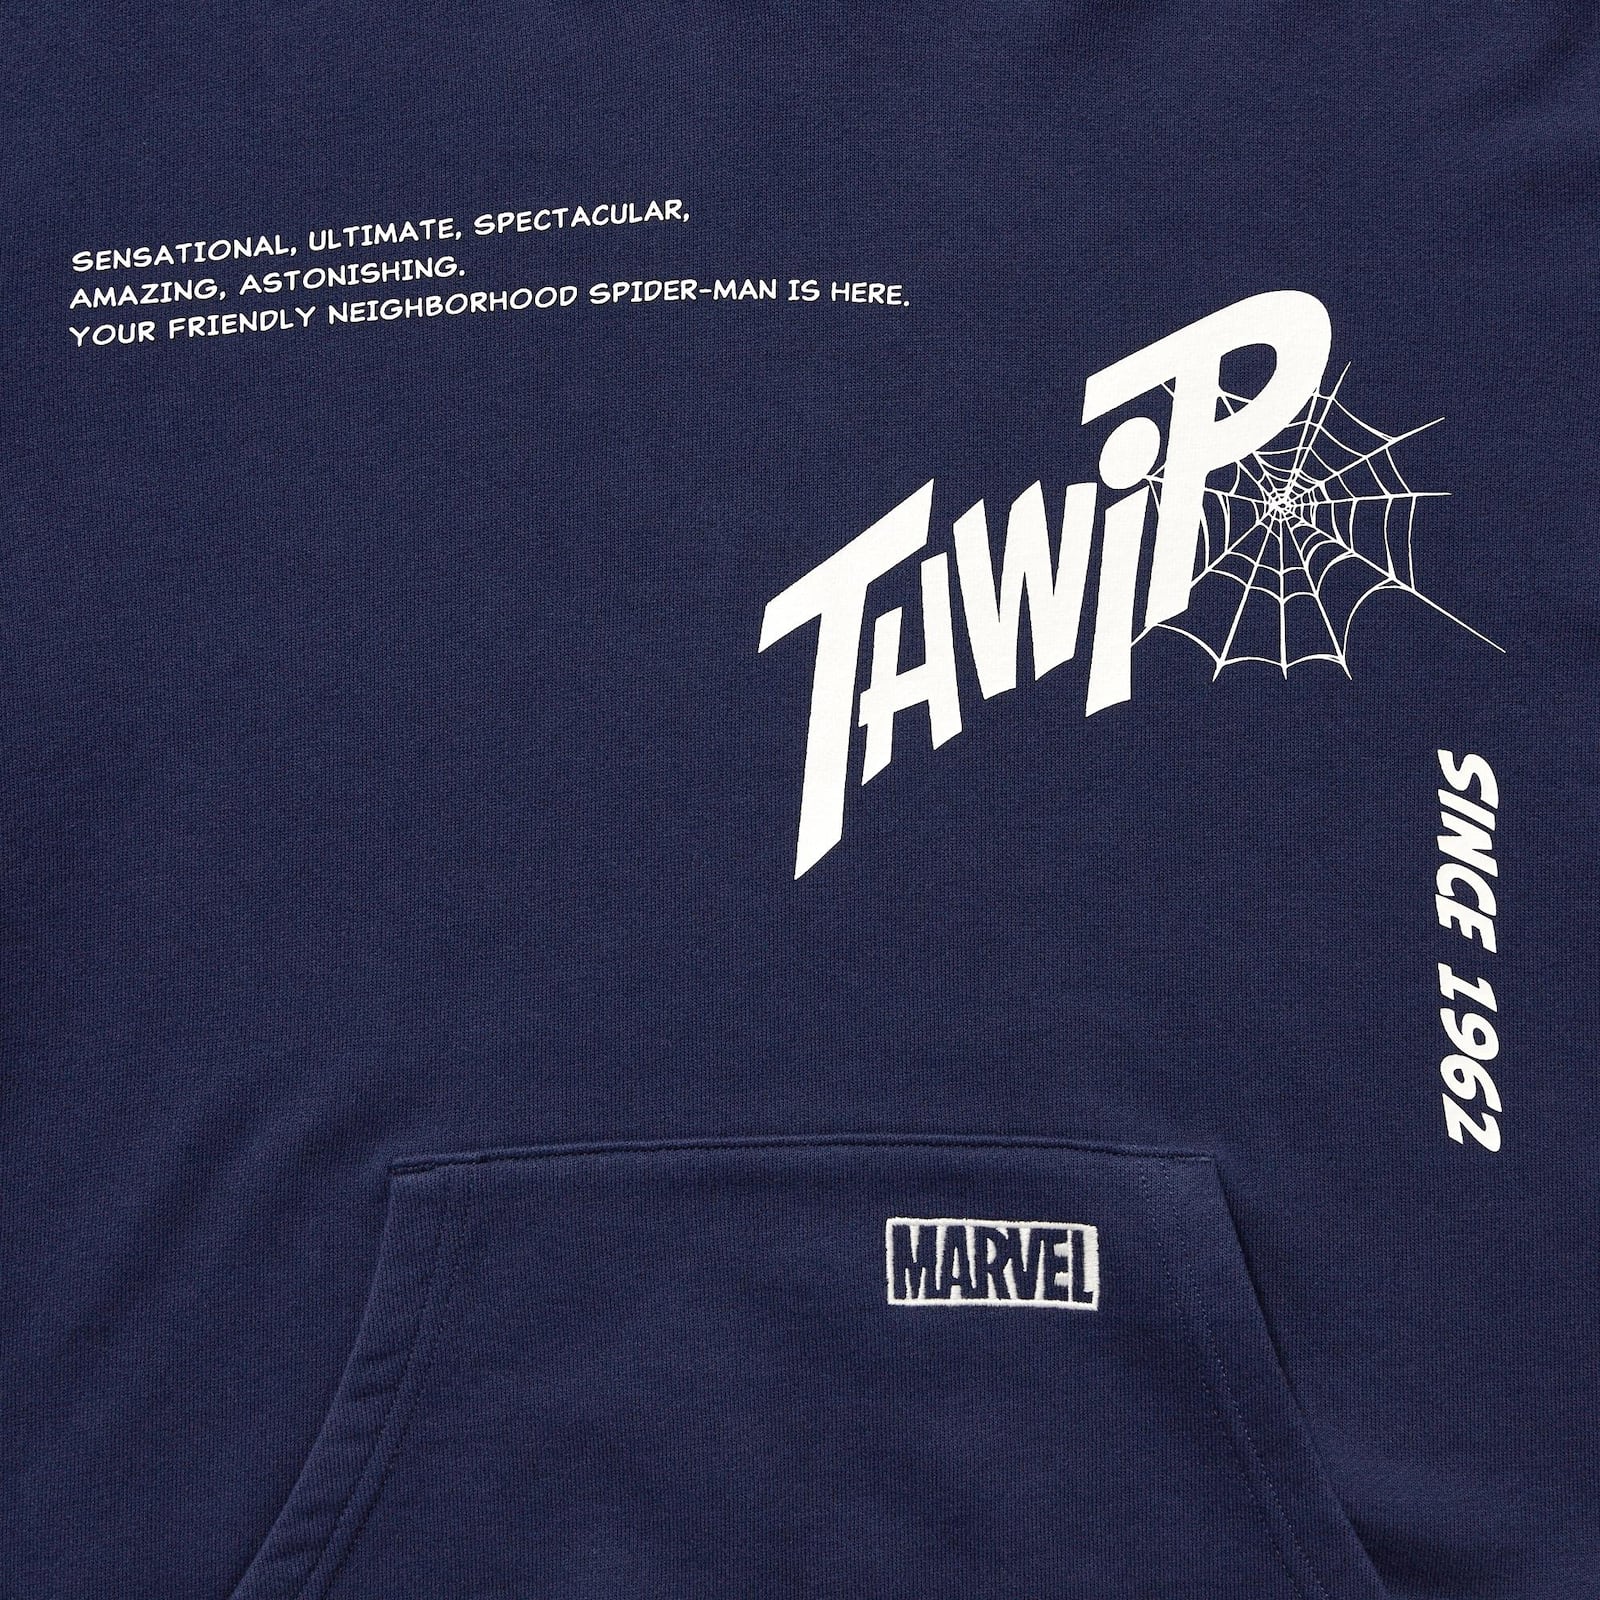 SENSATIONAL, ULTIMATE, SPECTACULAR,
AMAZING, ASTONISHING.
YOUR FRIENDLY NEIGHBORHOOD SPIDER-MAN IS HERE.
THWiP
SINCE 1962
MARVEL